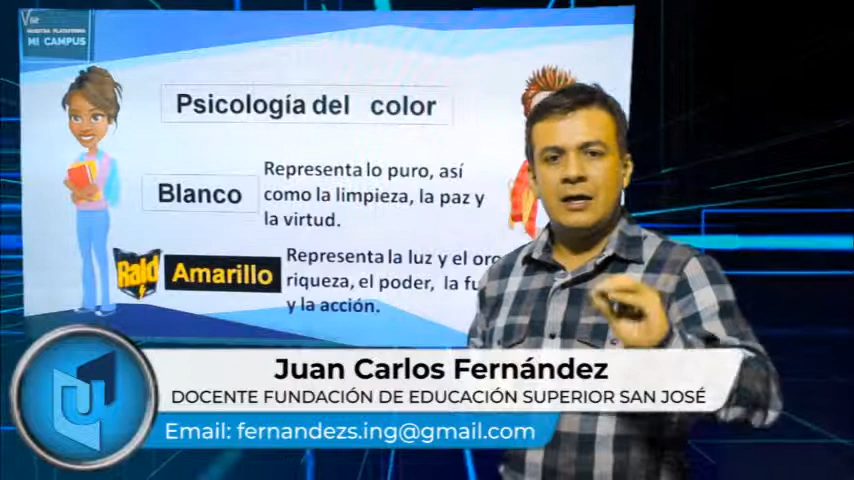 Visite
NUESTRA PLATAFORMA
MI CAMPUS
Psicología del color
Blanco
Representa lo puro, así
como la limpieza, la paz y
la virtud.
Raid
Amarillo
Representa la luz y el oro
riqueza, el poder, la
y la acción.
Juan Carlos Fernández
DOCENTE FUNDACIÓN DE EDUCACIÓN SUPERIOR SAN JOSÉ
Email: fernandezs.ing@gmail.com